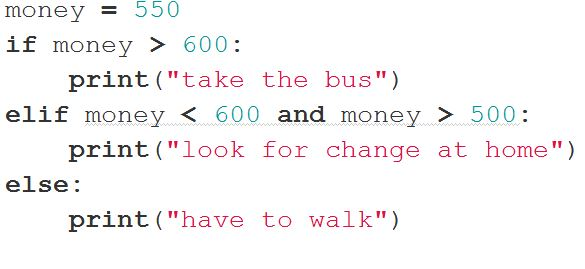 money = 550
if money > 600:
    print("take the bus")
elif money < 600 and money > 500:
    print("look for change at home")
else:
    print("have to walk")